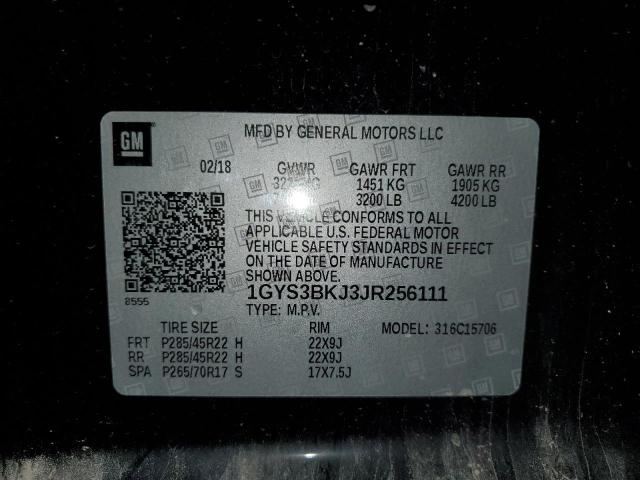 GM
MFD BY GENERAL MOTORS LLC
02/18 GVWR GAWR FRT GAWR RR
1451 KG 1905 KG
3200 LB 4200 LB
THIS VEHICLE CONFORMS TO ALL
APPLICABLE U.S. FEDERAL MOTOR
VEHICLE SAFETY STANDARDS IN EFFECT
ON THE DATE OF MANUFACTURE
SHOWN ABOVE.
8555
1GYS3BKJ3JR256111
TYPE: M.P.V.
TIRE SIZE RIM MODEL: 316C15706
FRT P285/45R22 H 22X9J
RR P285/45R22 H 22X9J
SPA P265/70R17 S 17X7.5J